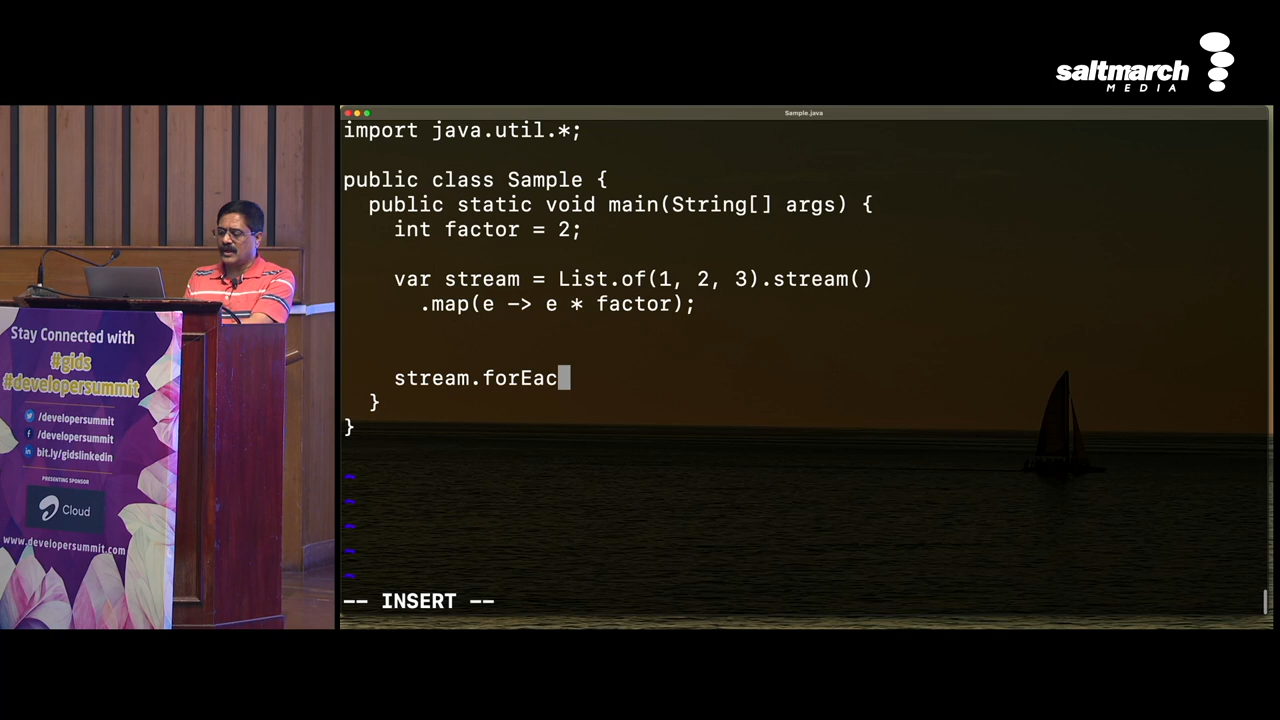 saltmarch
MEDIA
Sample.java
import java.util.*;
public class Sample {
public static void main(String[] args) {
int factor = 2;
var stream = List.of(1, 2, 3).stream()
.map(e -> e * factor);
stream.forEac
}
}
~
~
~
~
~
-- INSERT --
Stay Connected with
#gids
#developersummit
/developersummit
/developersummit
bit.ly/gidslinkedin
PRESENTING SPONSOR
Cloud
www.developersummit.com